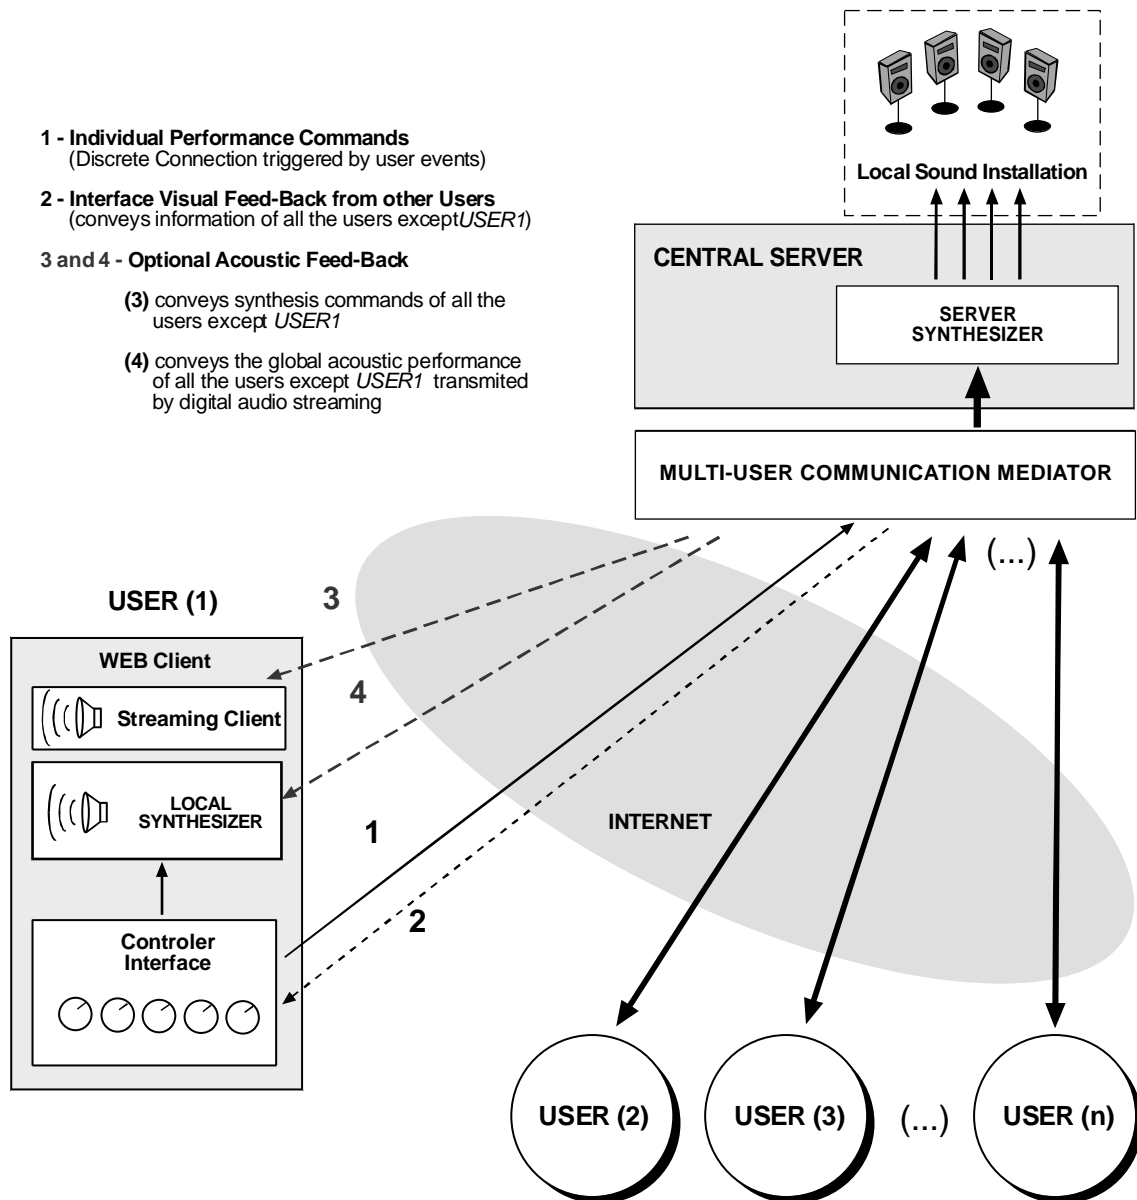 1 - Individual Performance Commands
(Discrete Connection triggered by user events)
2 - Interface Visual Feed-Back from other Users
(conveys information of all the users except USER1)
3 and 4 - Optional Acoustic Feed-Back
(3) conveys synthesis commands of all the
users except USER1
(4) conveys the global acoustic performance
of all the users except USER1 transmited
by digital audio streaming
Local Sound Installation
CENTRAL SERVER
SERVER
SYNTHESIZER
MULTI-USER COMMUNICATION MEDIATOR
(...)
USER (1)
3
WEB Client
4
Streaming Client
LOCAL
SYNTHESIZER
1
INTERNET
2
Controler
Interface
USER (2)
USER (3)
(...)
USER (n)